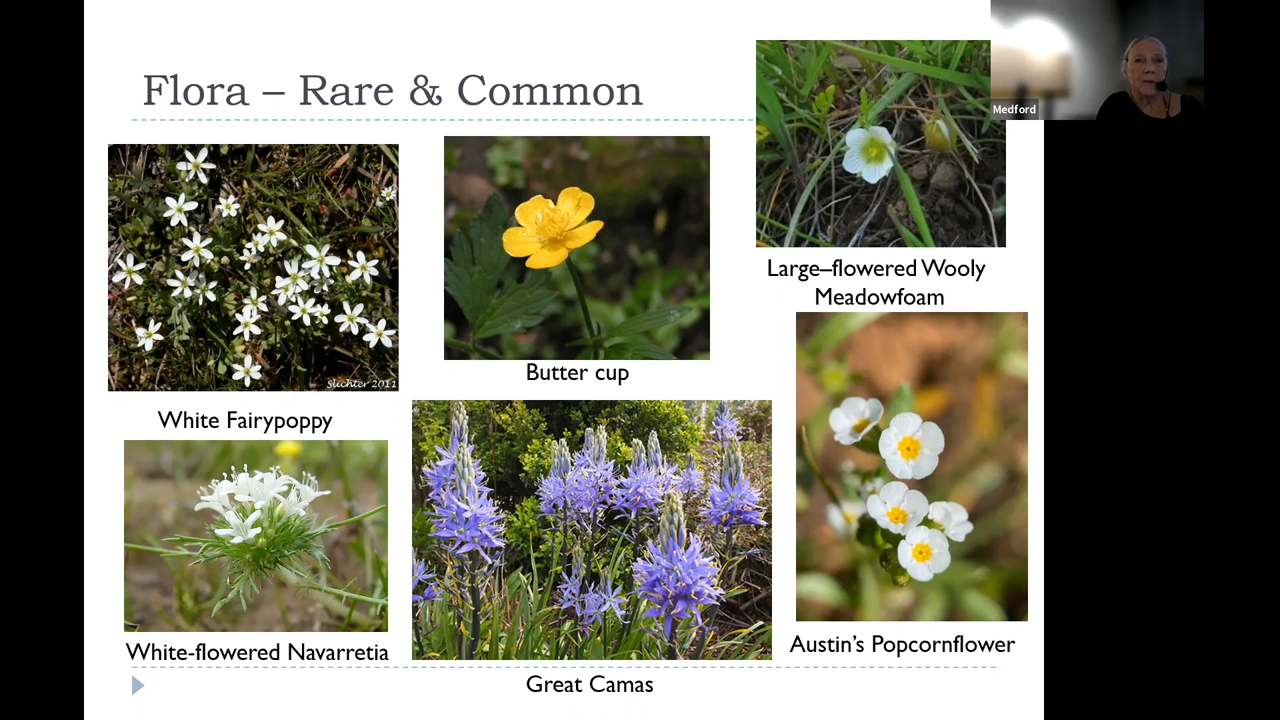 Flora – Rare & Common
Medford
Slichter 2011
White Fairypoppy
Butter cup
Large–flowered Wooly
Meadowfoam
White-flowered Navarretia
Great Camas
Austin's Popcornflower